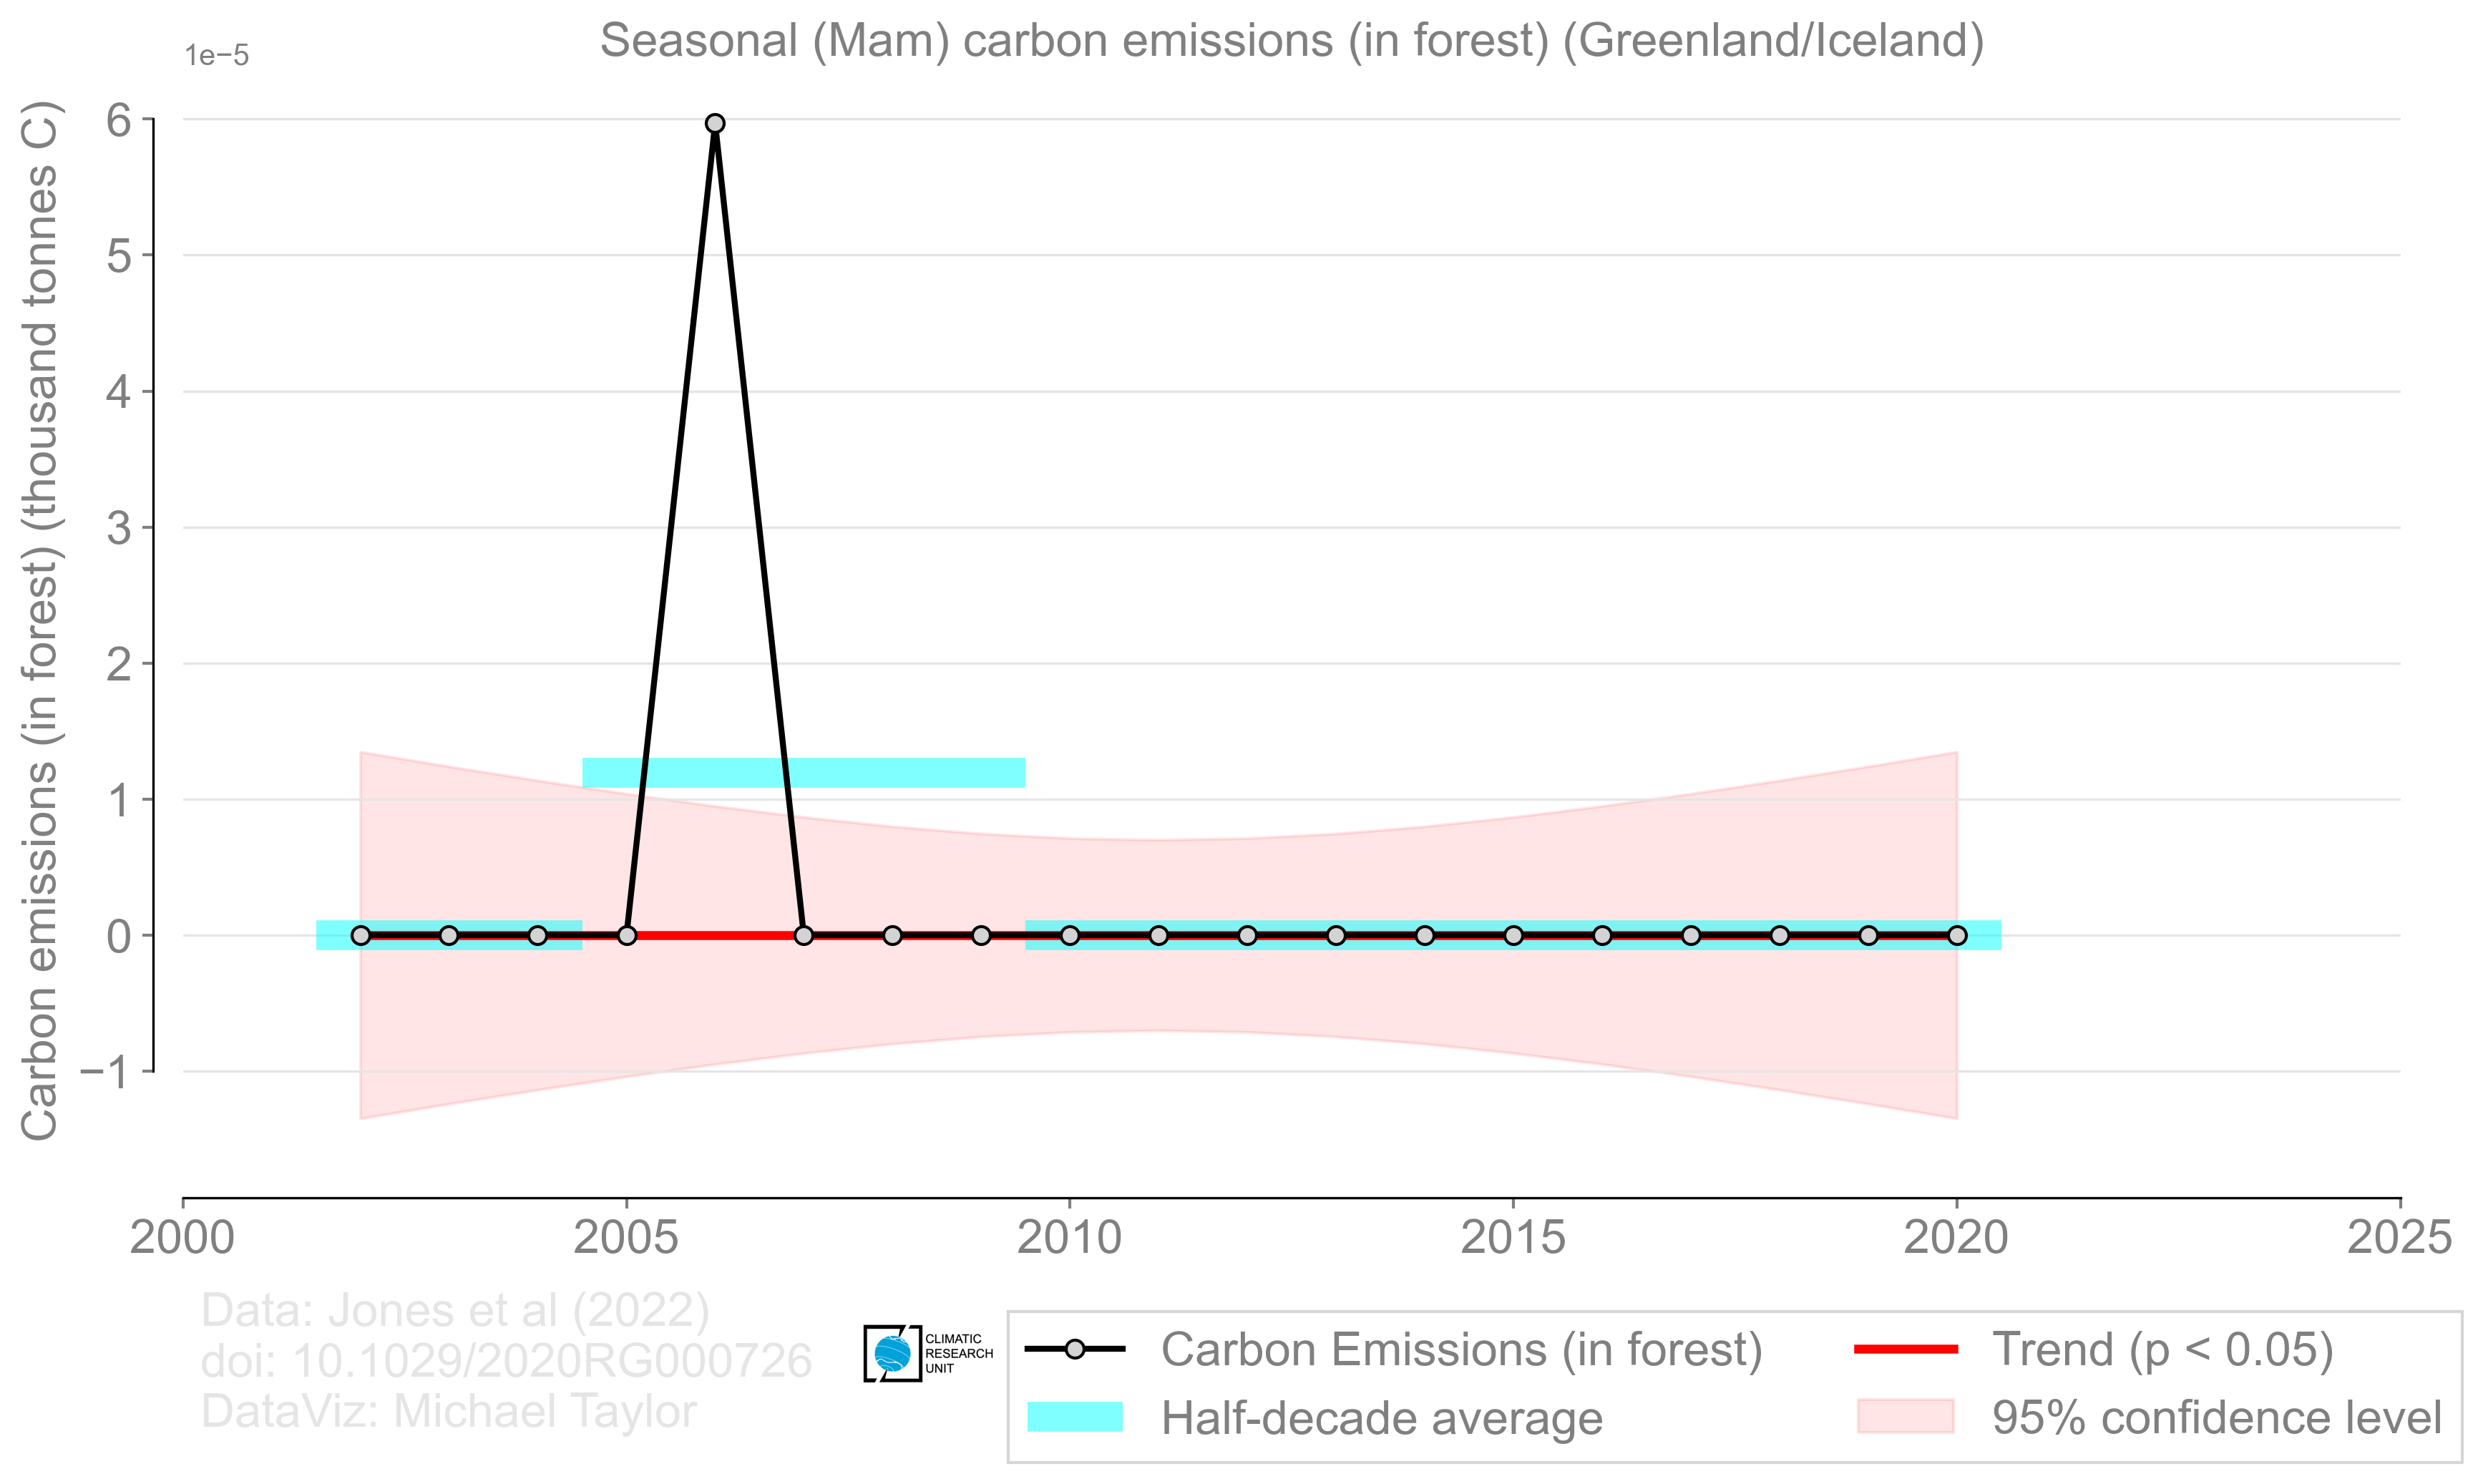 Seasonal (Mam) carbon emissions (in forest) (Greenland/Iceland)
1e−5
Carbon emissions (in forest) (thousand tonnes C)
6
5
4
3
2
1
0
−1
2000
2005
2010
2015
2020
2025
Data: Jones et al (2022)
doi: 10.1029/2020RG000726
DataViz: Michael Taylor
CLIMATIC
RESEARCH
UNIT
Carbon Emissions (in forest)
Half-decade average
Trend (p < 0.05)
95% confidence level